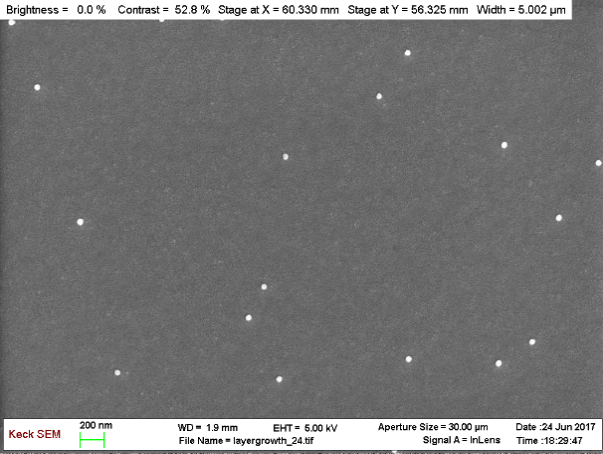 Brightness = 0.0 % Contrast = 52.8 % Stage at X = 60.330 mm Stage at Y = 56.325 mm Width = 5.002 µm
Keck SEM
200 nm
WD = 1.9 mm EHT = 5.00 kV Aperture Size = 30.00 µm Date :24 Jun 2017
File Name = layergrowth_24.tif Signal A = InLens Time :18:29:47